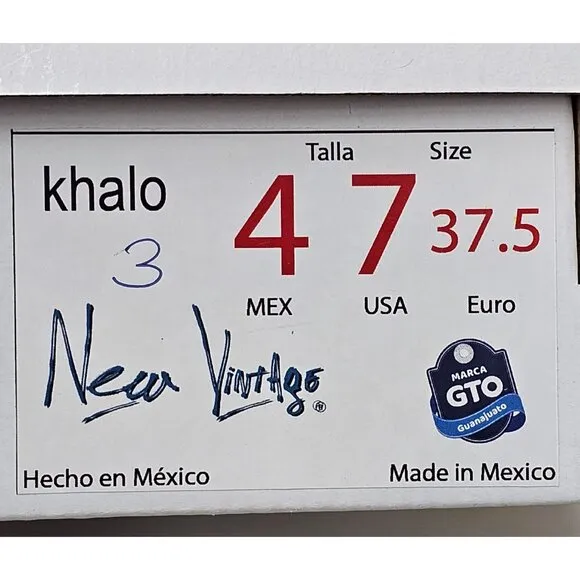 Talla Size
khalo
4 7 37.5
3
MEX USA Euro
New Vintage
MARCA
GTO
Guanajuato
Hecho en México Made in Mexico